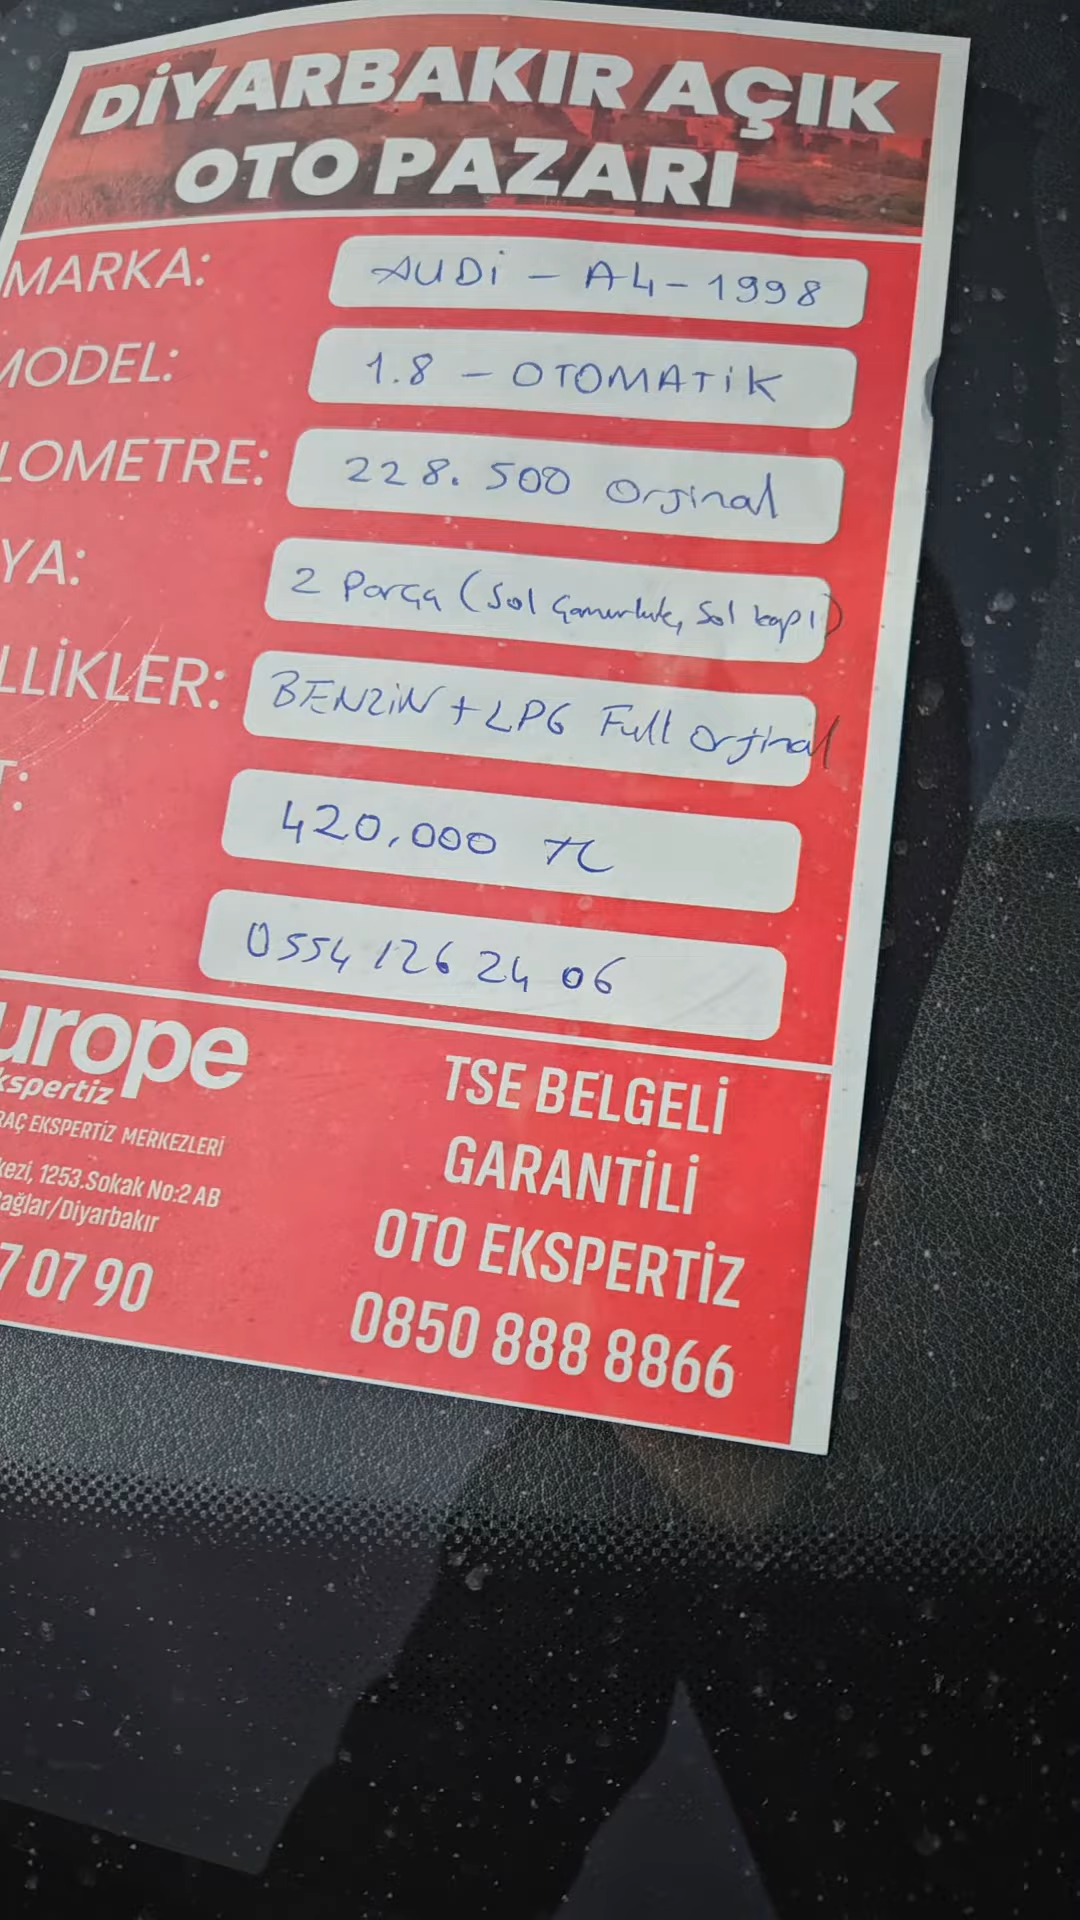 DİYARBAKIR AÇIK
OTO PAZARI
MARKA: AUDİ - A4 - 1998
MODEL: 1.8 - OTOMATİK
LOMETRE: 228.500 Orjinal
YA: 2 Parça (Sol Çamurluk, Sol kapı)
LLİKLER: BENZİN + LPG Full Orjinal
T: 420.000 TL
0554 126 24 06
urope
kspertiz
RAÇ EKSPERTİZ MERKEZLERİ
kezi, 1253.Sokak No:2 AB
ağlar/Diyarbakır
7 07 90
TSE BELGELİ
GARANTİLİ
OTO EKSPERTİZ
0850 888 8866